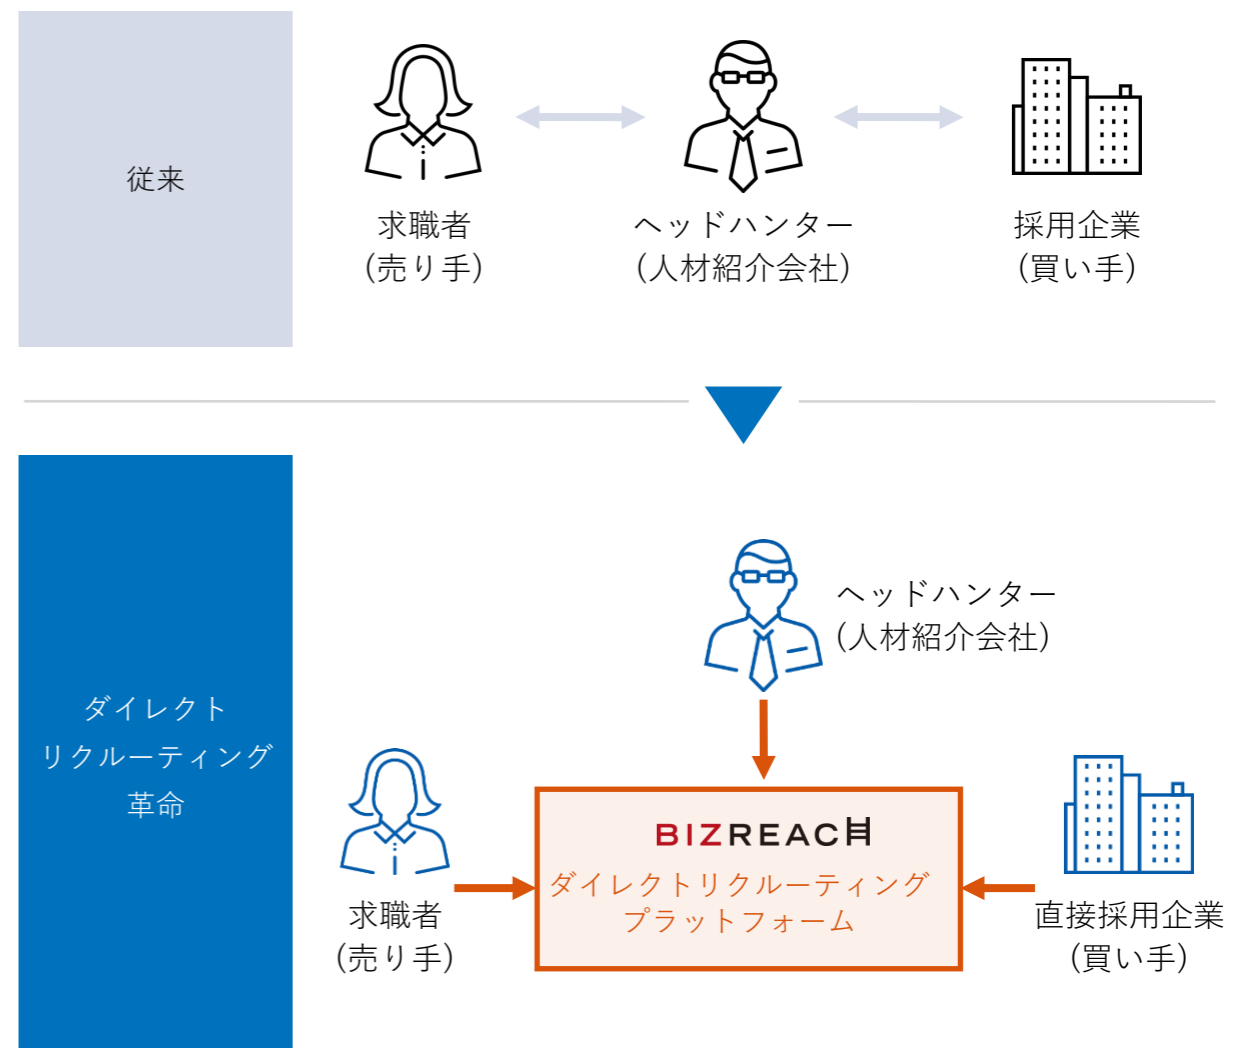 従来
求職者
(売り手)
ヘッドハンター
(人材紹介会社)
採用企業
(買い手)
ダイレクト
リクルーティング
革命
ヘッドハンター
(人材紹介会社)
求職者
(売り手)
BIZREACH
ダイレクトリクルーティング
プラットフォーム
直接採用企業
(買い手)